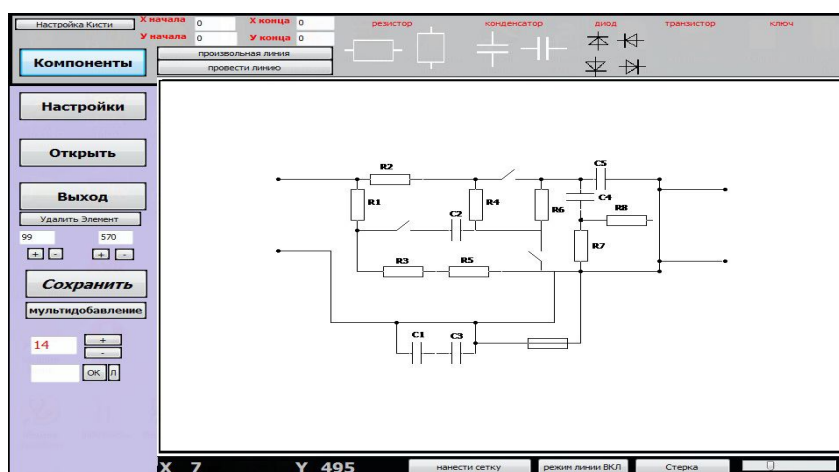 Настройка Кисти
X начала 0 X конца 0
У начала 0 У конца 0
резистор конденсатор диод транзистор ключ
произвольная линия
провести линию
Компоненты
Настройки
Открыть
Выход
Удалить Элемент
99 570
+ - + -
Сохранить
мультидобавление
14 + -
ОК Л
R2 C5
R1 R4 R6 C4
C2 R8
R7
R3 R5
C1 C3
X 7 Y 495
нанести сетку режим линии ВКЛ Стерка